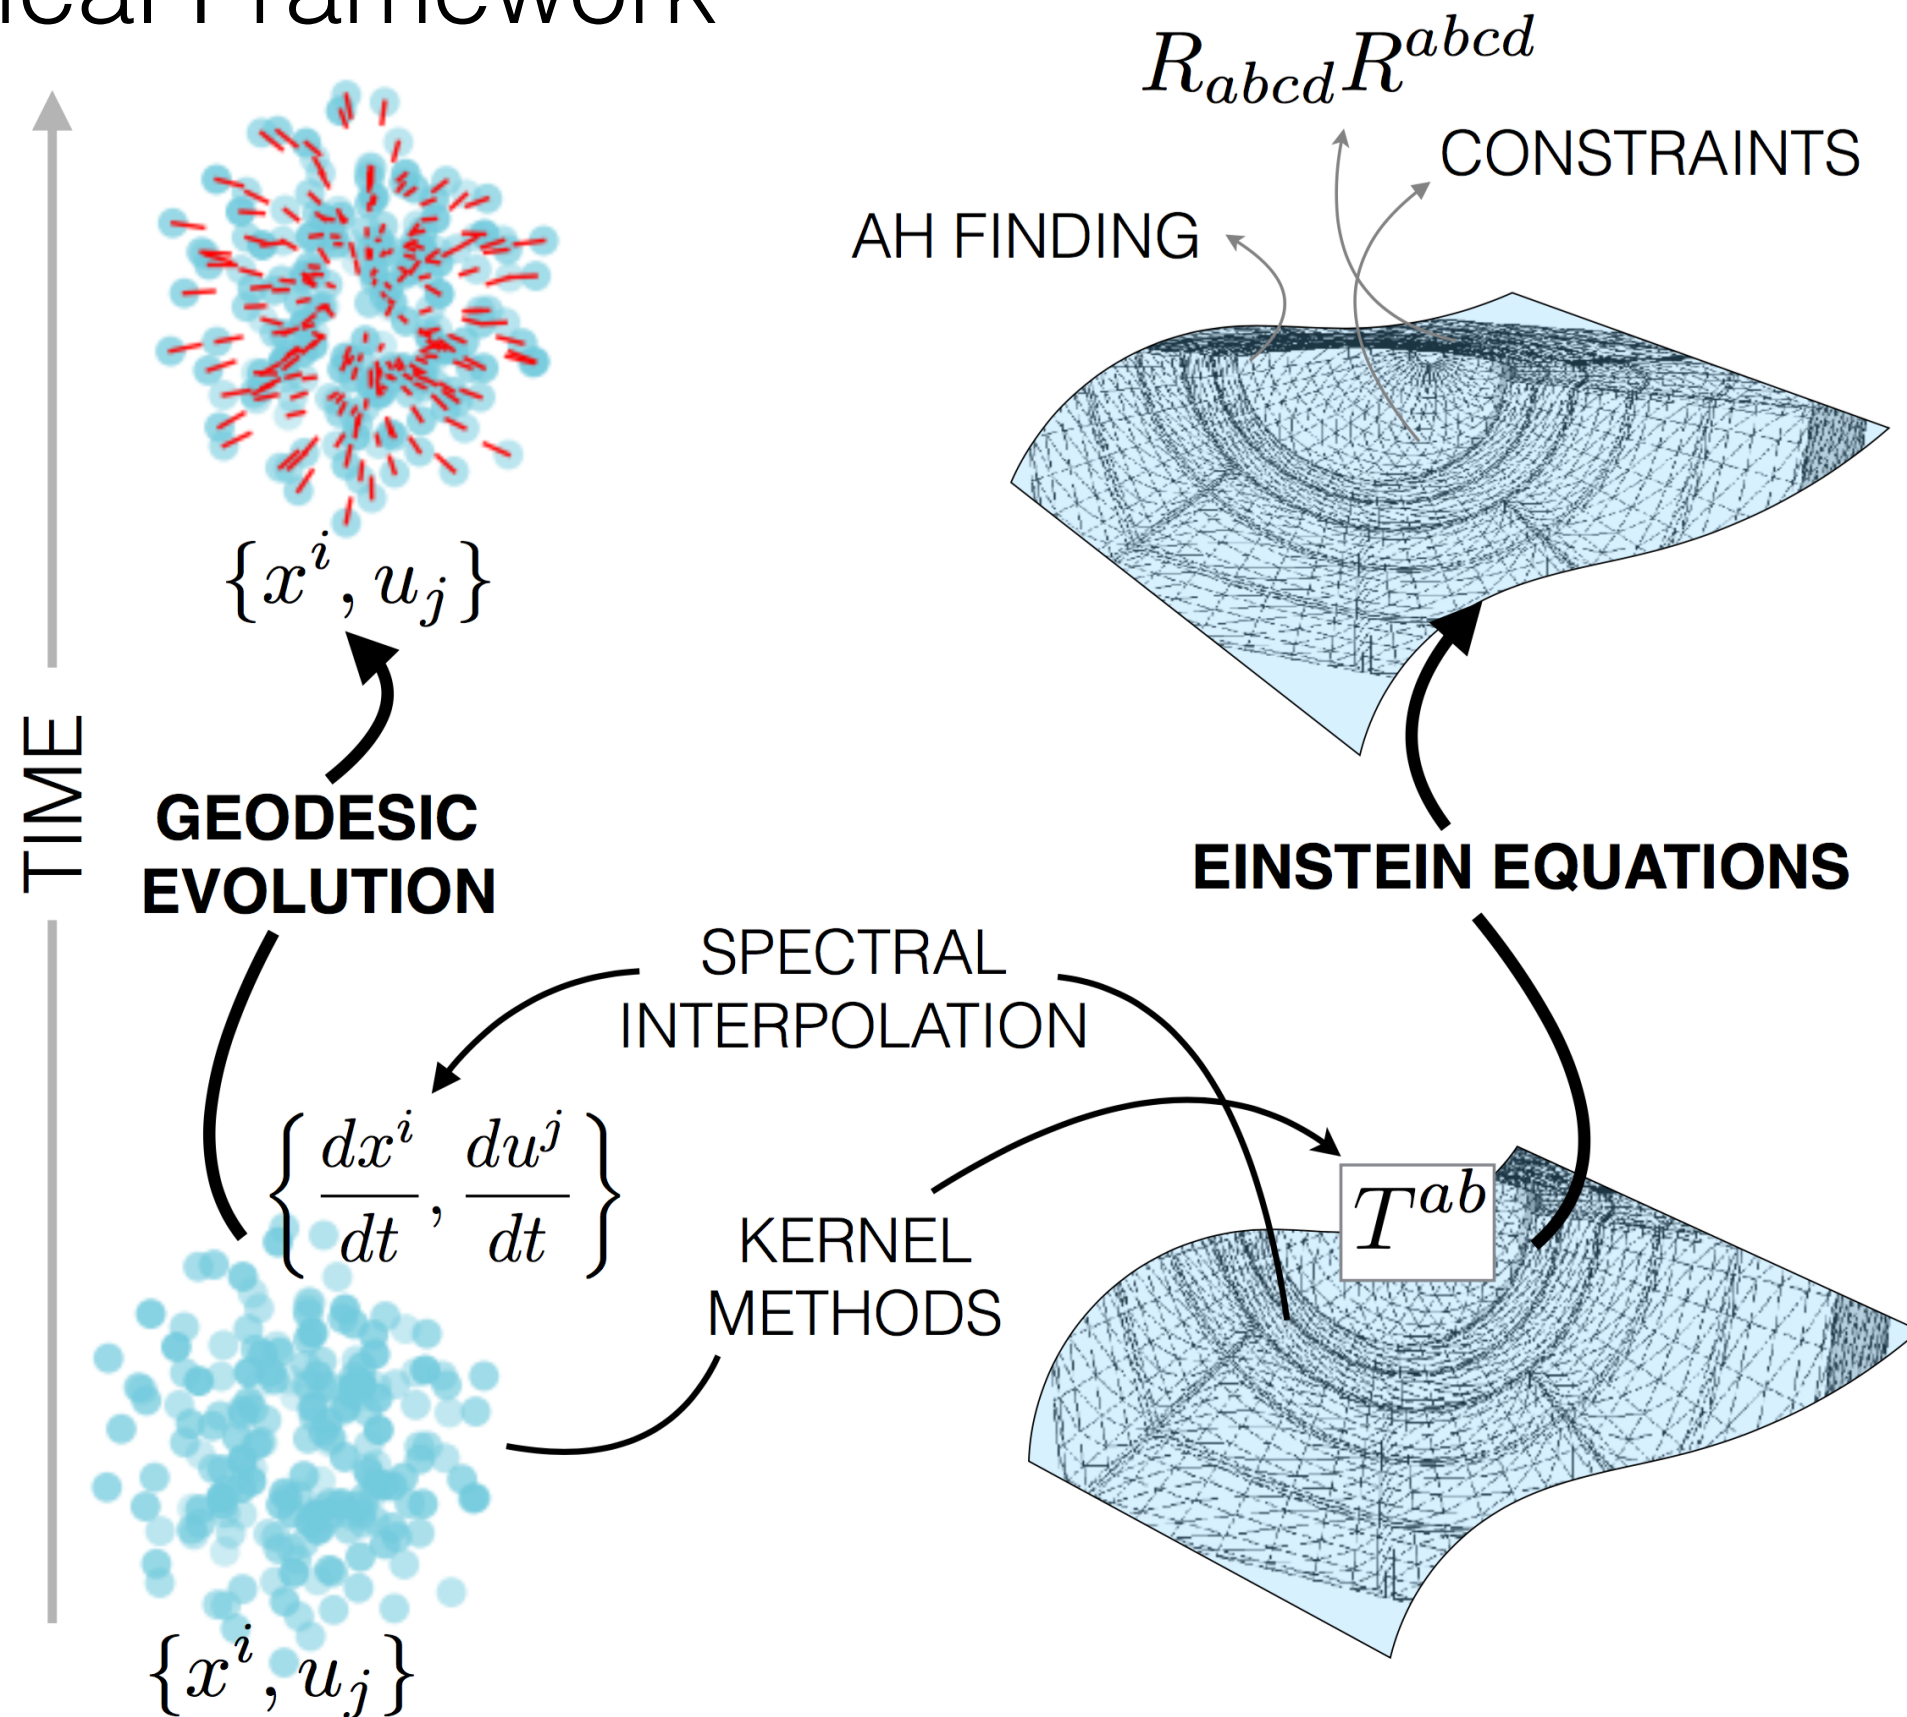 Framework
R_{abcd}R^{abcd}
CONSTRAINTS
AH FINDING
{x^i, u_j}
TIME
GEODESIC
EVOLUTION
EINSTEIN EQUATIONS
SPECTRAL
INTERPOLATION
{dx^i/dt, du^j/dt}
T^{ab}
KERNEL
METHODS
{x^i, u_j}